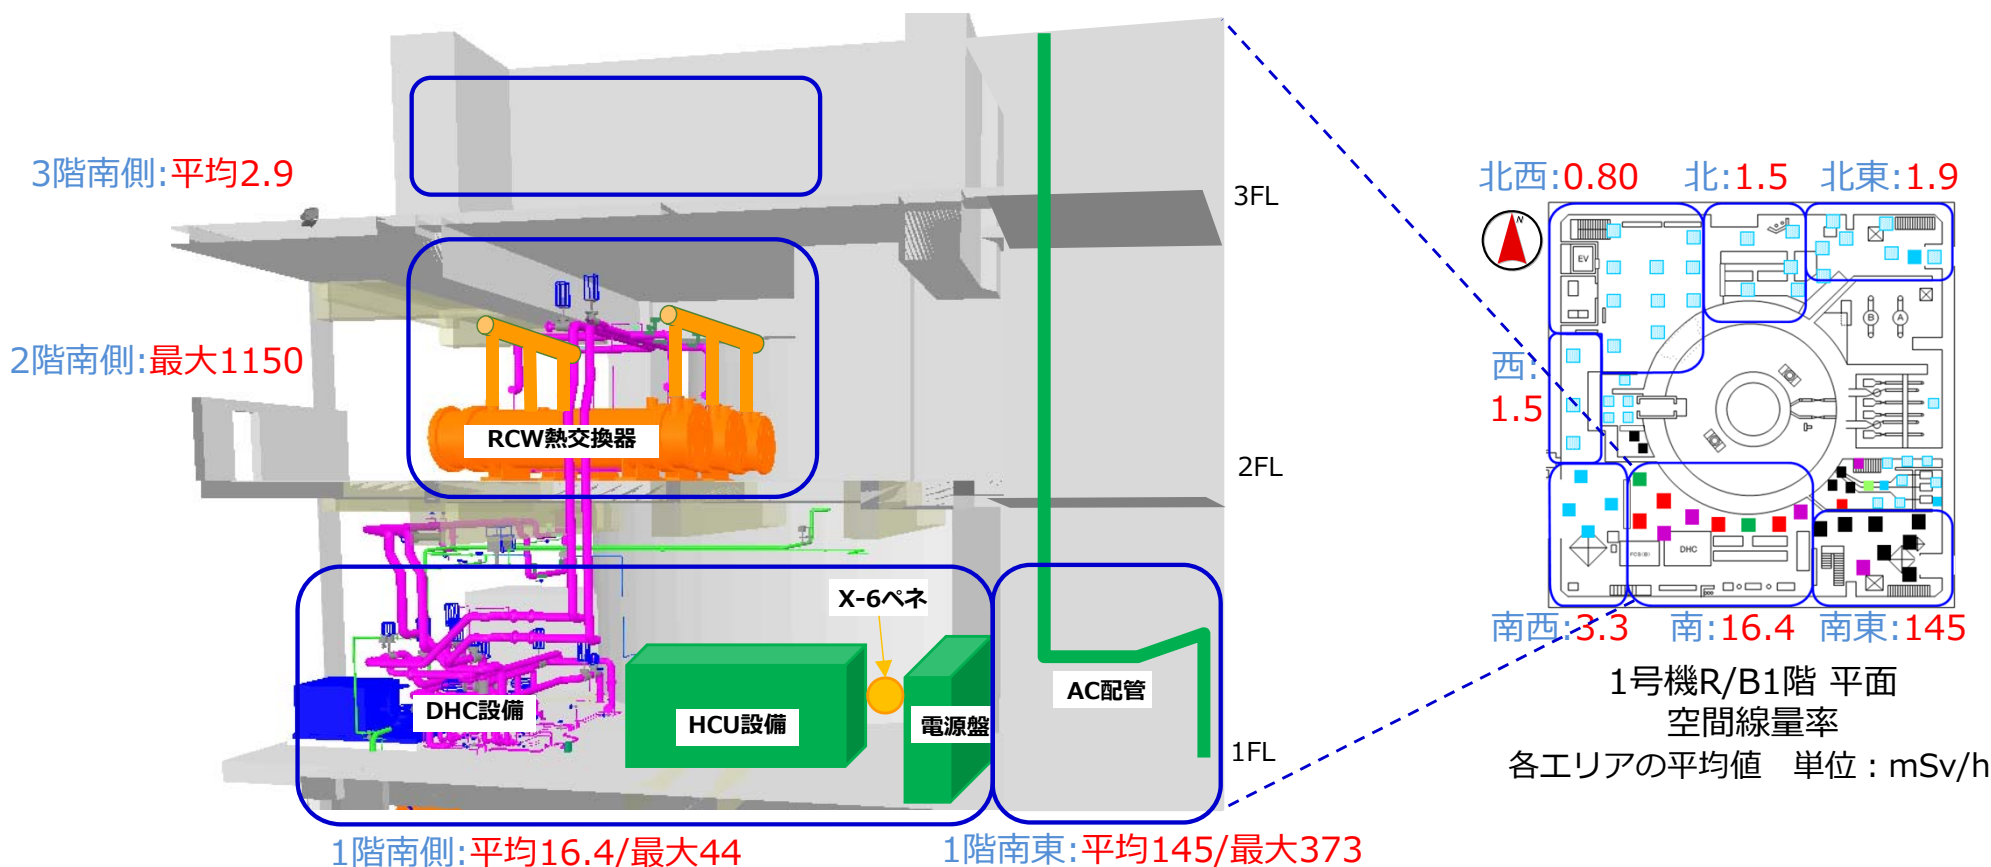 3階南側:平均2.9
2階南側:最大1150
3FL
2FL
1FL
RCW熱交換器
X-6ペネ
DHC設備
HCU設備
電源盤
AC配管
1階南側:平均16.4/最大44
1階南東:平均145/最大373
北西:0.80
北:1.5
北東:1.9
N
EV
B
A
西:
1.5
FCS(B)
DHC
南西:3.3
南:16.4
南東:145
1号機R/B1階 平面
空間線量率
各エリアの平均値 単位：mSv/h